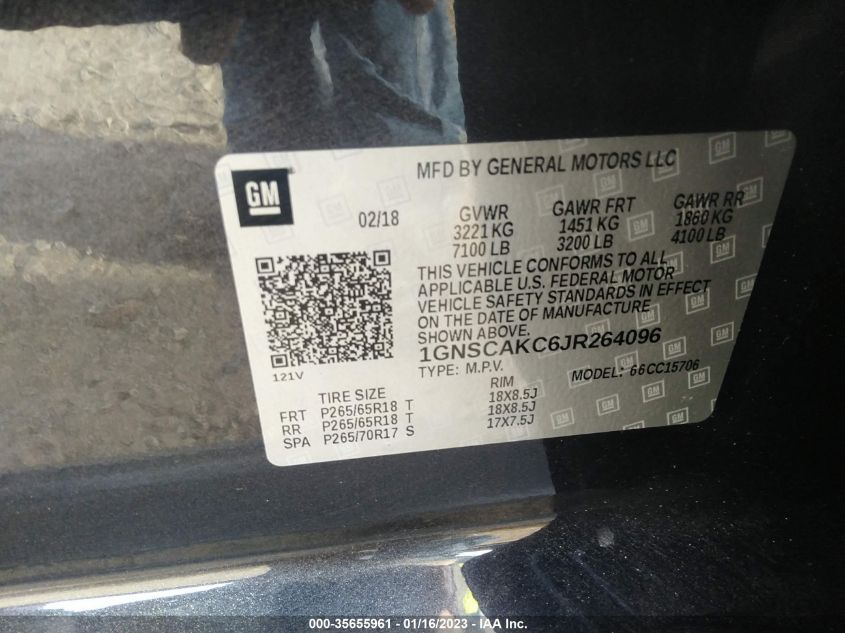 GM
MFD BY GENERAL MOTORS LLC
02/18
GVWR GAWR FRT GAWR RR
3221 KG 1451 KG 1860 KG
7100 LB 3200 LB 4100 LB
THIS VEHICLE CONFORMS TO ALL
APPLICABLE U.S. FEDERAL MOTOR
VEHICLE SAFETY STANDARDS IN EFFECT
ON THE DATE OF MANUFACTURE
SHOWN ABOVE.
1GNSCAKC6JR264096
TYPE: M.P.V. MODEL: 66CC15706
121V
TIRE SIZE RIM
FRT P265/65R18 T 18X8.5J
RR P265/65R18 T 18X8.5J
SPA P265/70R17 S 17X7.5J
000-35655961 - 01/16/2023 - IAA Inc.